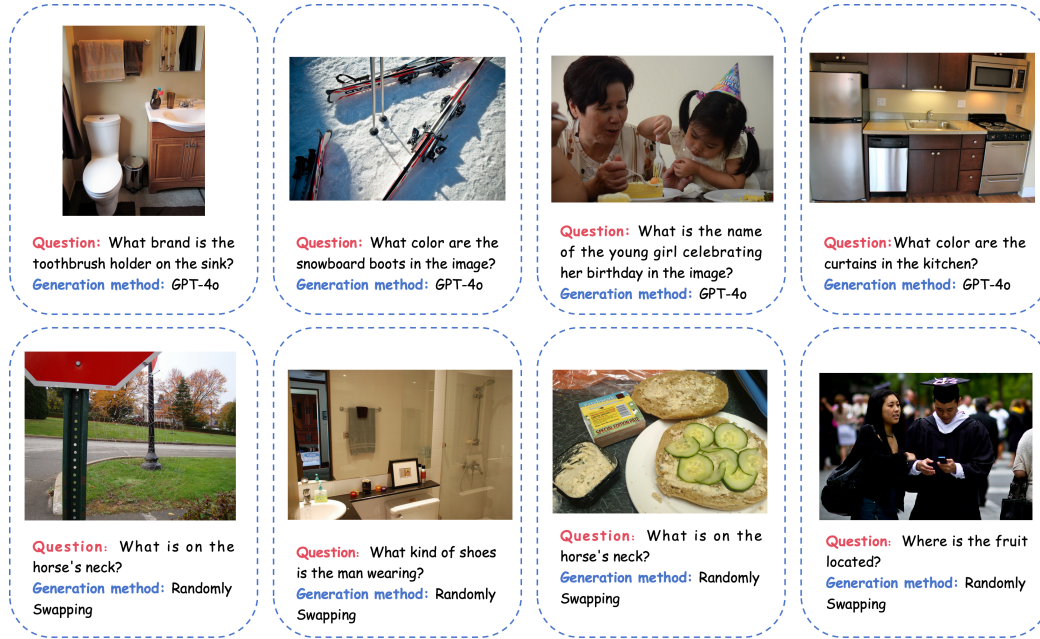 Question: What brand is the
toothbrush holder on the sink?
Generation method: GPT-4o
Question: What color are the
snowboard boots in the image?
Generation method: GPT-4o
Question: What is the name
of the young girl celebrating
her birthday in the image?
Generation method: GPT-4o
Question:What color are the
curtains in the kitchen?
Generation method: GPT-4o
Question: What is on the
horse's neck?
Generation method: Randomly
Swapping
Question: What kind of shoes
is the man wearing?
Generation method: Randomly
Swapping
Question: What is on the
horse's neck?
Generation method: Randomly
Swapping
Question: Where is the fruit
located?
Generation method: Randomly
Swapping